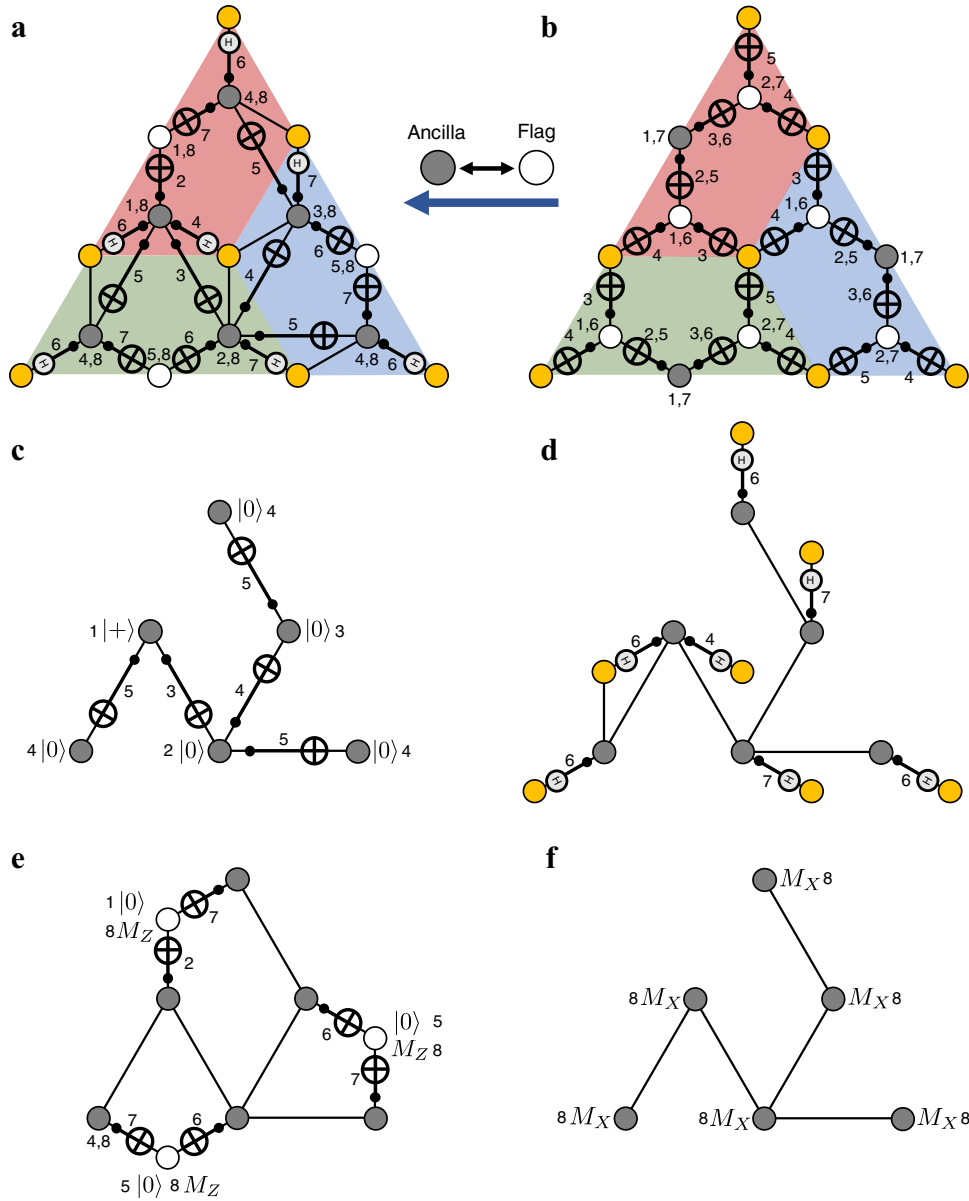 a
b
H
6
4,8
7
1,8
5
H
7
2
1,8
3,8
6
4
H
H
6
5,8
5
3
4
7
5
6
7
5,8
6
2,8
7
4,8
4,8
6
H
H
H
Ancilla
Flag
5
2,7
4
1,7
3,6
3
2,5
1,6
1,6
4
2,5
1,7
4
3
3
5
3,6
1,6
2,7
2,7
4
2,5
3,6
4
5
4
1,7
c
d
|0⟩ 4
5
1 |+⟩
|0⟩ 3
5
3
4
4 |0⟩
2 |0⟩
5
|0⟩ 4
H
6
H
7
6
4
H
H
6
7
6
H
H
H
e
f
1 |0⟩
7
8 M_Z
2
|0⟩ 5
6
M_Z 8
7
7
6
4,8
5 |0⟩ 8 M_Z
M_X 8
8 M_X
M_X 8
8 M_X
8 M_X
M_X 8